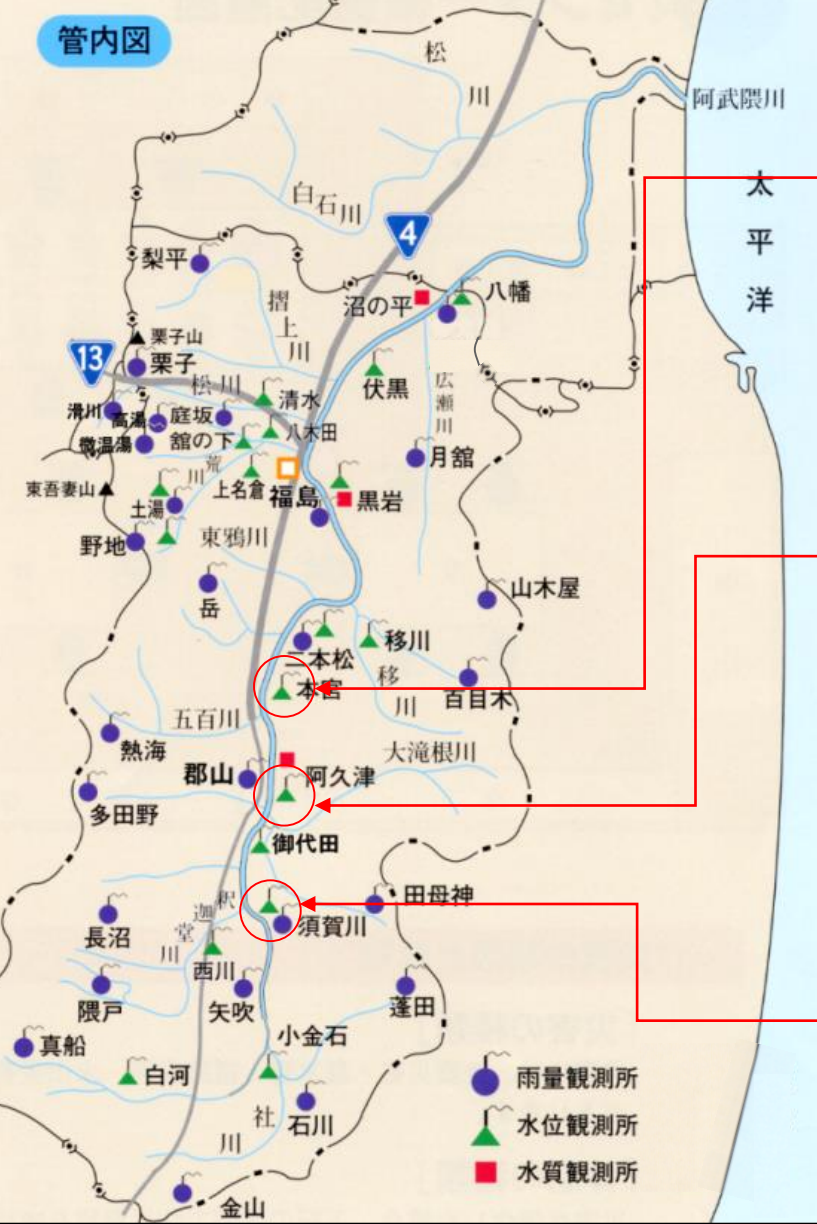 管内図
松川
阿武隈川
太平洋
白石川
4
梨平
摺上川
沼の平
八幡
栗子山
13
栗子
松川
清水
伏黒
広瀬川
滑川
高湯
庭坂
八木田
微温湯
舘の下
月舘
荒川
上名倉
福島
黒岩
東吾妻山
土湯
野地
東鴉川
岳
山木屋
二本松
移川
本宮
移川
百目木
五百川
熱海
大滝根川
郡山
阿久津
多田野
御代田
田母神
釈迦堂川
須賀川
長沼
西川
隈戸
矢吹
蓬田
小金石
真船
白河
雨量観測所
社川
石川
水位観測所
水質観測所
金山